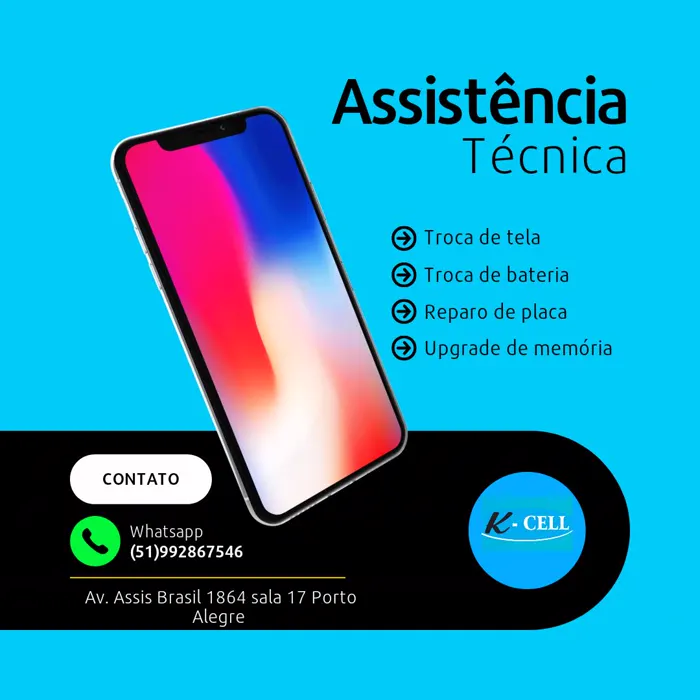 Assistência
Técnica
Troca de tela
Troca de bateria
Reparo de placa
Upgrade de memória
CONTATO
Whatsapp
(51)992867546
Av. Assis Brasil 1864 sala 17 Porto
Alegre
K - CELL